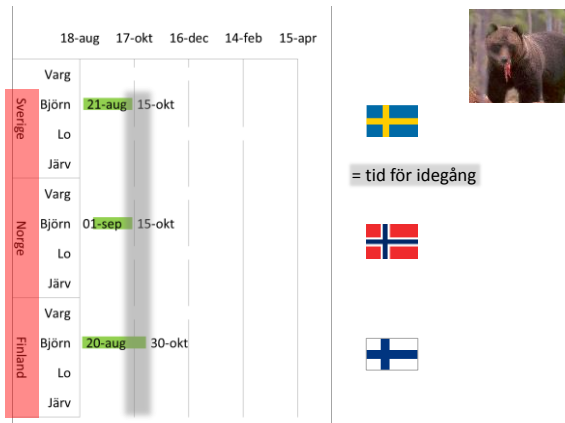 18-aug 17-okt 16-dec 14-feb 15-apr
Sverige
Varg
Björn 21-aug 15-okt
Lo
Järv
= tid för idegång
Norge
Varg
Björn 01-sep 15-okt
Lo
Järv
Finland
Varg
Björn 20-aug 30-okt
Lo
Järv